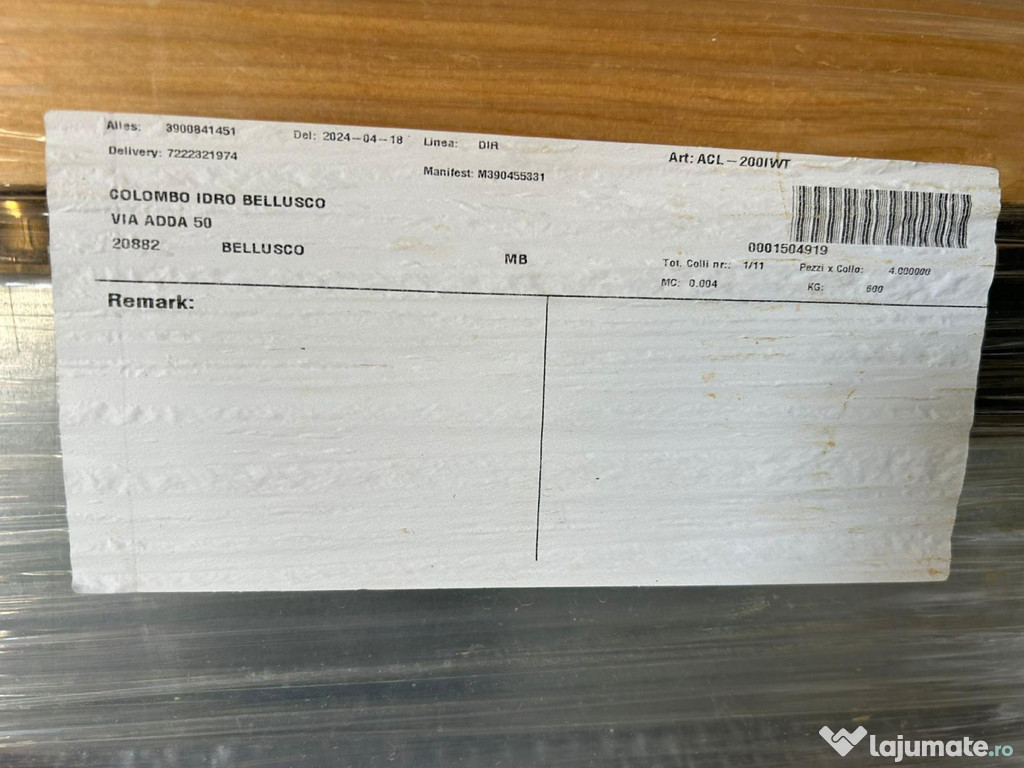 Alles: 3900841451 Del: 2024-04-18 Linea: DIR Art: ACL-200IWT
Delivery: 7222321974 Manifest: M390455331
COLOMBO IDRO BELLUSCO
VIA ADDA 50
20882 BELLUSCO MB
0001504919
Tot. Colli nr.: 1/11 Pezzi x Collo: 4.000000
MC: 0.004 KG: 600
Remark:
lajumate.ro